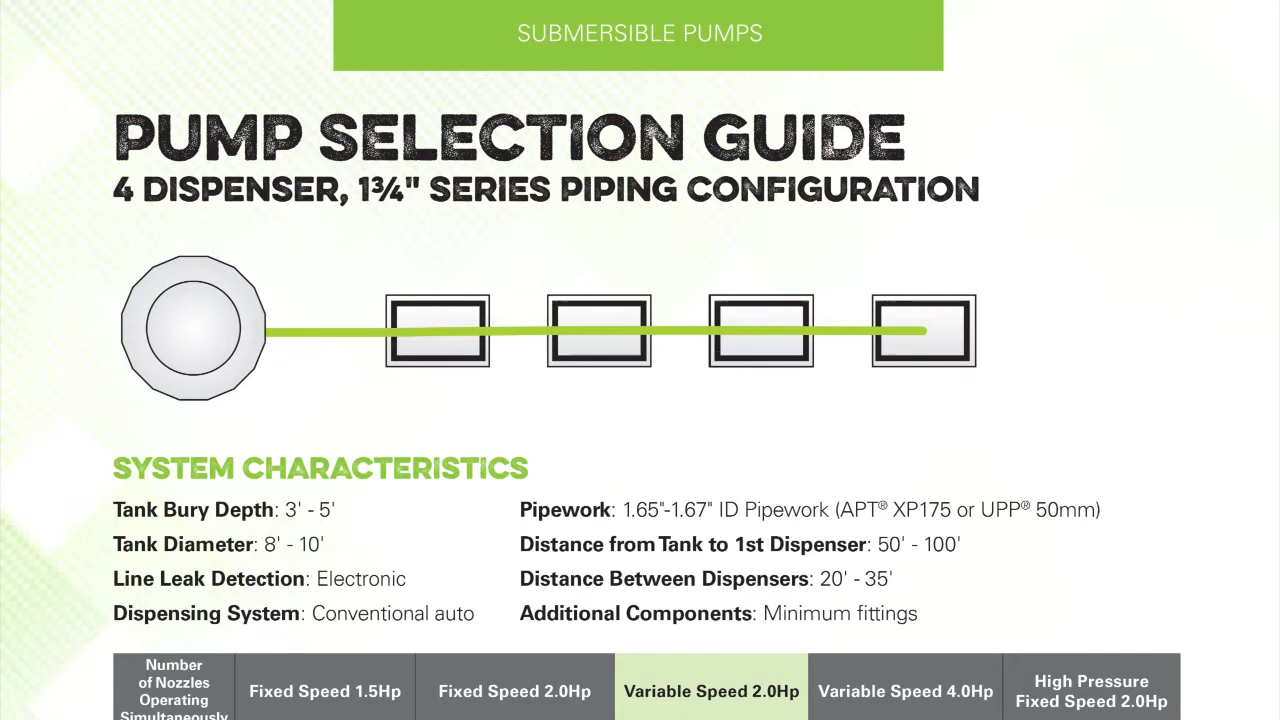 SUBMERSIBLE PUMPS
PUMP SELECTION GUIDE
4 DISPENSER, 1¾" SERIES PIPING CONFIGURATION
SYSTEM CHARACTERISTICS
Tank Bury Depth: 3' - 5'
Tank Diameter: 8' - 10'
Line Leak Detection: Electronic
Dispensing System: Conventional auto
Pipework: 1.65"-1.67" ID Pipework (APT® XP175 or UPP® 50mm)
Distance from Tank to 1st Dispenser: 50' - 100'
Distance Between Dispensers: 20' - 35'
Additional Components: Minimum fittings
Number
of Nozzles
Operating
Simultaneously
Fixed Speed 1.5Hp
Fixed Speed 2.0Hp
Variable Speed 2.0Hp
Variable Speed 4.0Hp
High Pressure
Fixed Speed 2.0Hp